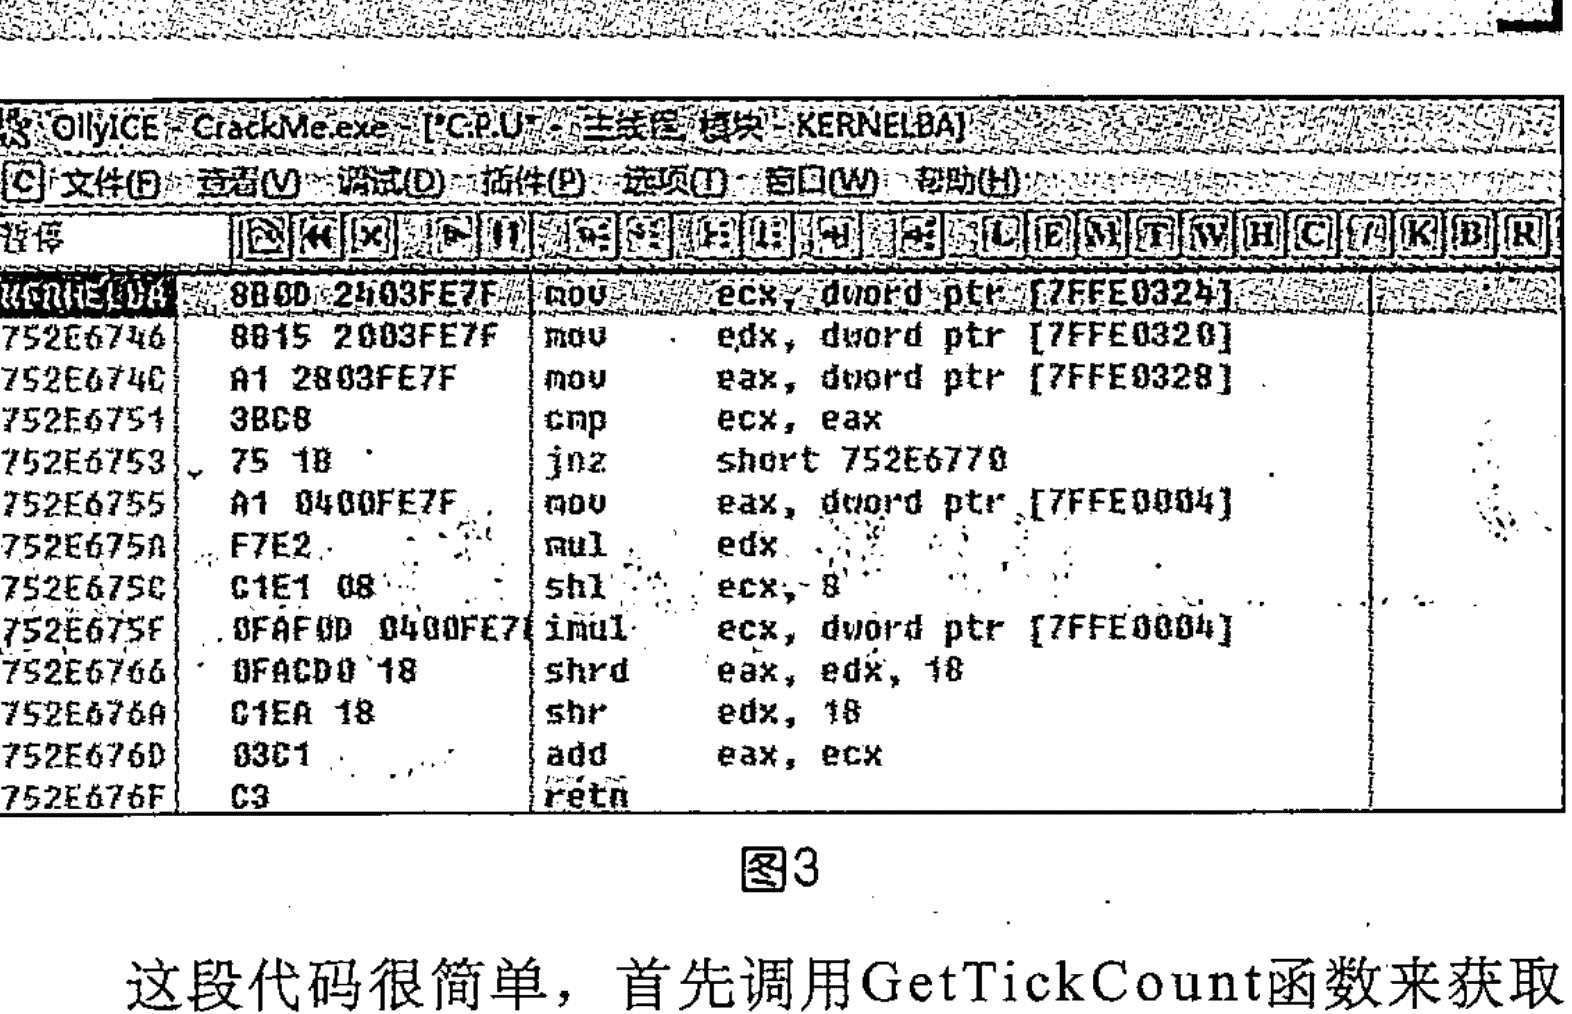 OllyICE - CrackMe.exe - [*C.P.U* - 主线程, 模块 - KERNELBA]
C 文件(F) 查看(V) 调试(D) 插件(P) 选项(T) 窗口(W) 帮助(H)
暂停 L E M T W H C / K B R
KERNELBA 8B0D 2403FE7F mov ecx, dword ptr [7FFE0324]
752E6746 8B15 2003FE7F mov edx, dword ptr [7FFE0320]
752E674C A1 2803FE7F mov eax, dword ptr [7FFE0328]
752E6751 3BC8 cmp ecx, eax
752E6753 75 1B jnz short 752E6770
752E6755 A1 0400FE7F mov eax, dword ptr [7FFE0004]
752E675A F7E2 mul edx
752E675C C1E1 08 shl ecx, 8
752E675F 0FAF0D 0400FE7 imul ecx, dword ptr [7FFE0004]
752E6766 0FACD0 18 shrd eax, edx, 18
752E676A C1EA 18 shr edx, 18
752E676D 03C1 add eax, ecx
752E676F C3 retn
图3
这段代码很简单，首先调用GetTickCount函数来获取